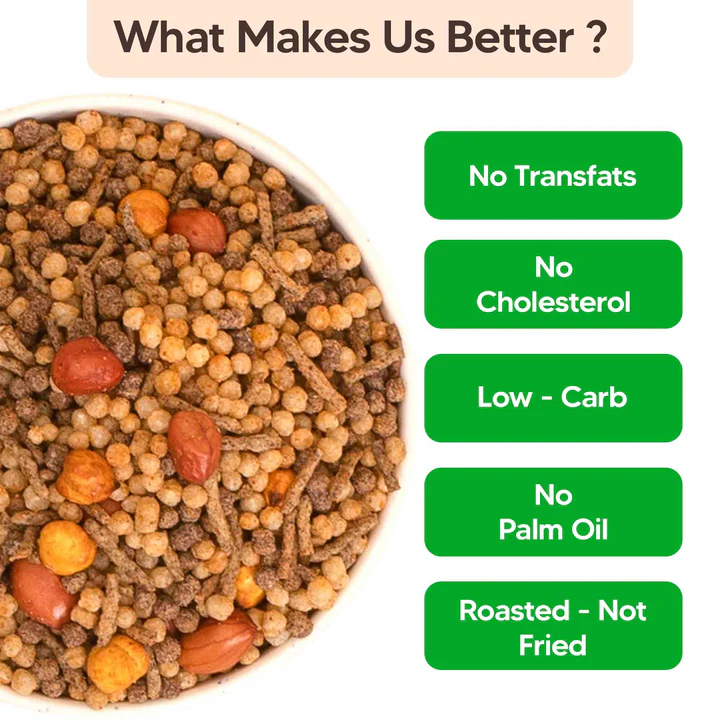 What Makes Us Better ?
No Transfats
No
Cholesterol
Low - Carb
No
Palm Oil
Roasted - Not
Fried